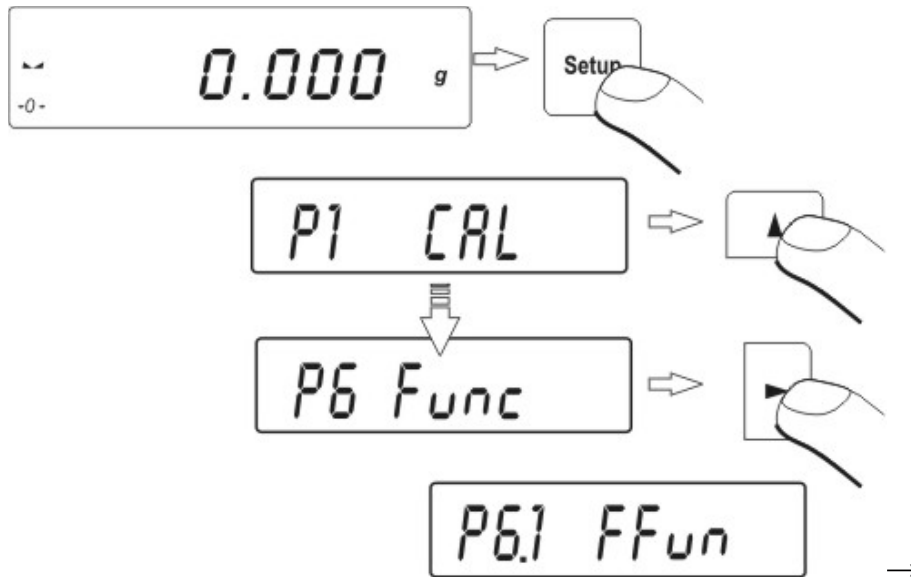 0.000 g
-0-
Setup
P1 CAL
P6 Func
P6.1 FFun